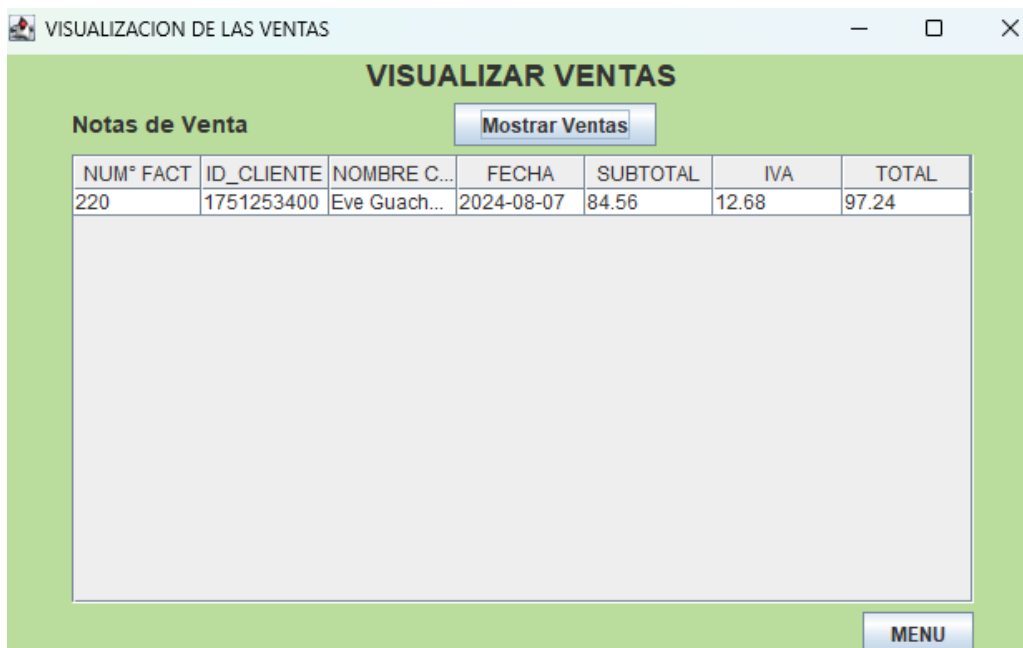 VISUALIZACION DE LAS VENTAS
VISUALIZAR VENTAS
Notas de Venta Mostrar Ventas
NUM° FACT ID_CLIENTE NOMBRE C... FECHA SUBTOTAL IVA TOTAL
220 1751253400 Eve Guach... 2024-08-07 84.56 12.68 97.24
MENU